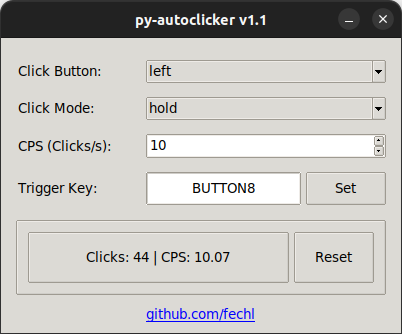 py-autoclicker v1.1
Click Button: left
Click Mode: hold
CPS (Clicks/s): 10
Trigger Key: BUTTON8 Set
Clicks: 44 | CPS: 10.07 Reset
github.com/fechl